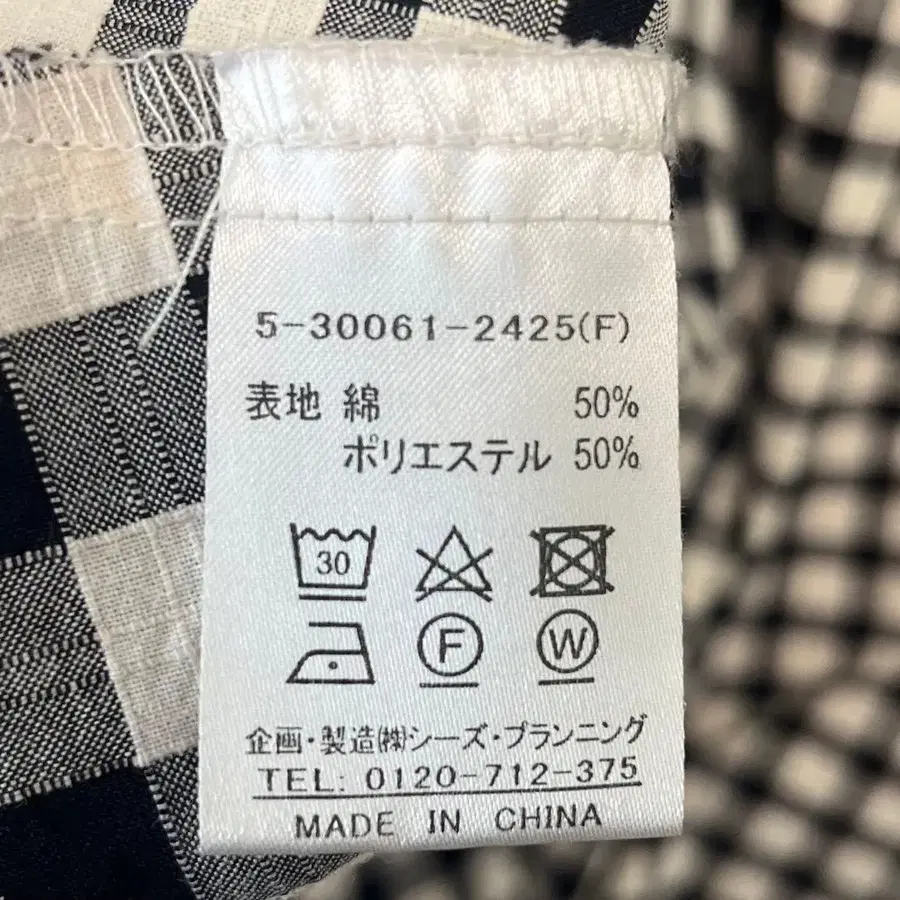 5-30061-2425(F)
表地 綿 50%
ポリエステル 50%
30
F W
企画・製造㈱シーズ・プランニング
TEL: 0120-712-375
MADE IN CHINA